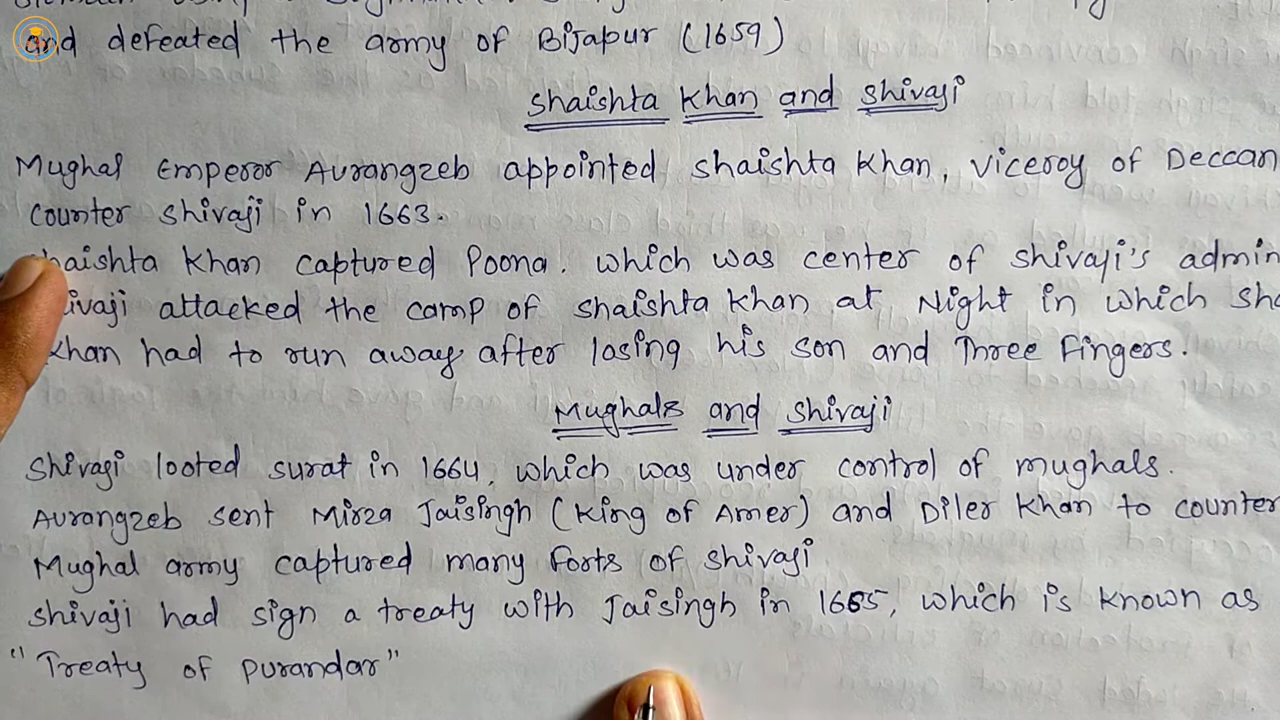 and defeated the army of Bijapur (1659)
Shaishta Khan and Shivaji
Mughal Emperor Aurangzeb appointed Shaishta Khan, Viceroy of Deccan
counter Shivaji in 1663.
Shaishta Khan captured Poona. which was center of Shivaji's admin
ivaji attacked the camp of Shaishta Khan at Night in which Sha
Khan had to run away after losing his son and Three Fingers.
Mughals and Shivaji
Shivaji looted Surat in 1664, which was under control of mughals.
Aurangzeb sent Mirza Jaisingh (King of Amer) and Diler Khan to counter
Mughal army captured many forts of Shivaji
Shivaji had sign a treaty with Jaisingh in 1665, which is known as
"Treaty of Purandar"